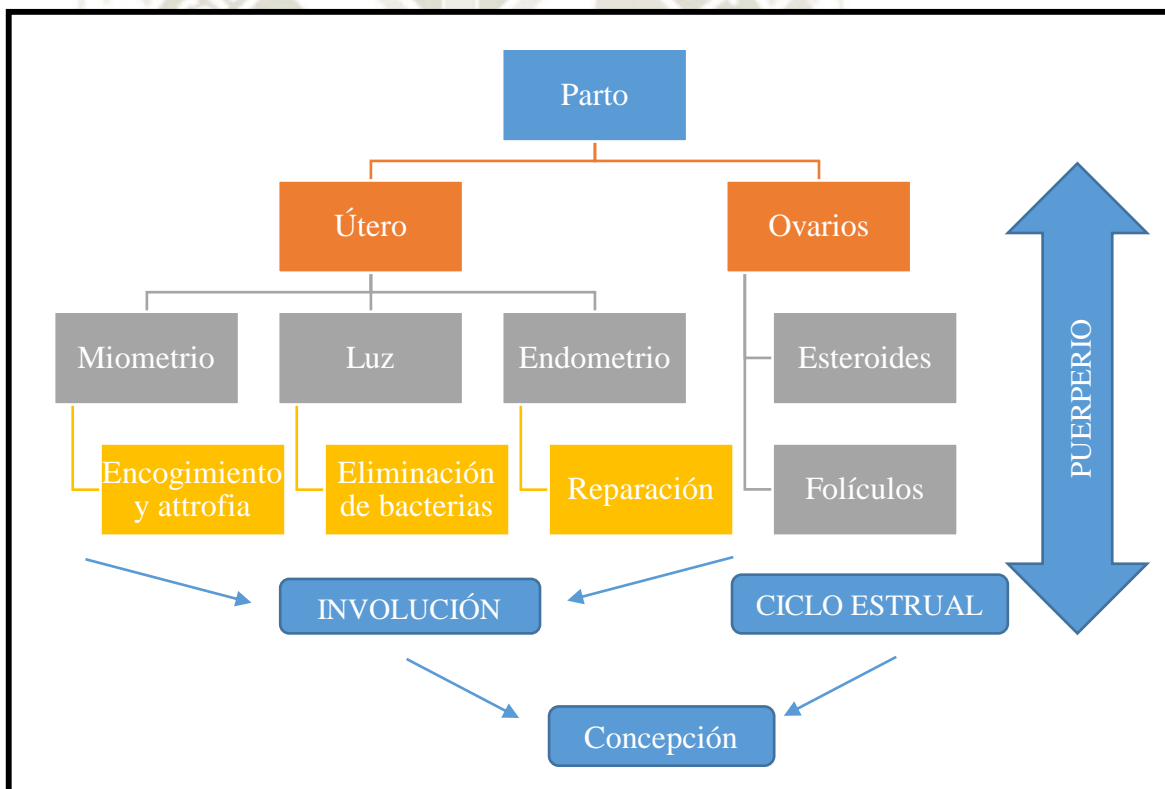 Parto
Útero
Ovarios
Miometrio
Luz
Endometrio
Esteroides
Encogimiento
y attrofia
Eliminación
de bacterias
Reparación
Folículos
PUERPERIO
INVOLUCIÓN
CICLO ESTRUAL
Concepción